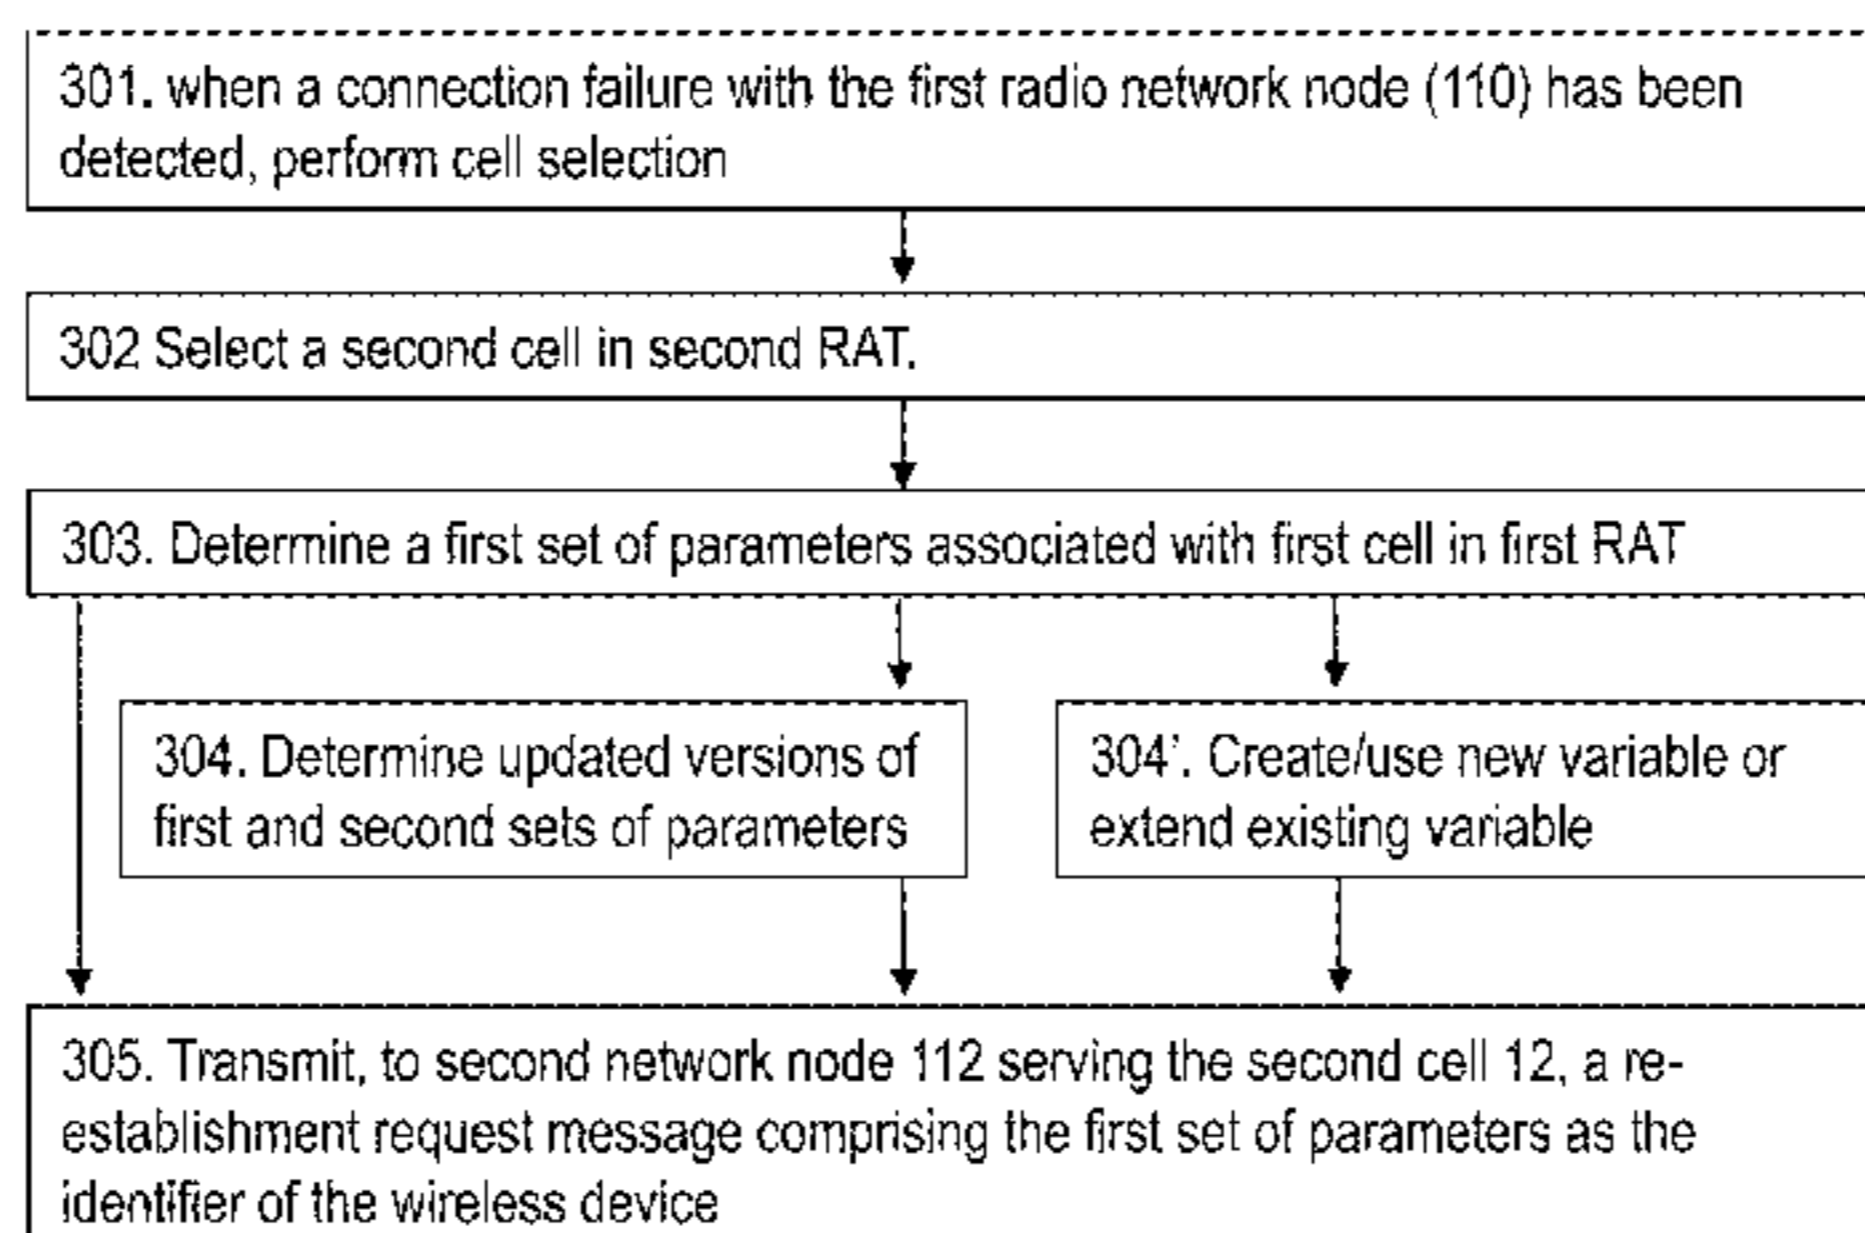 301. when a connection failure with the first radio network node (110) has been
detected, perform cell selection
302 Select a second cell in second RAT.
303. Determine a first set of parameters associated with first cell in first RAT
304. Determine updated versions of
first and second sets of parameters
304'. Create/use new variable or
extend existing variable
305. Transmit, to second network node 112 serving the second cell 12, a re-
establishment request message comprising the first set of parameters as the
identifier of the wireless device